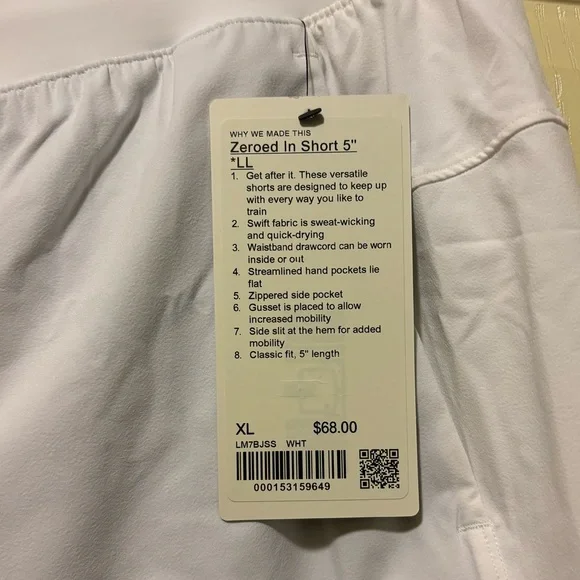 WHY WE MADE THIS
Zeroed In Short 5"
*LL
1. Get after it. These versatile
shorts are designed to keep up
with every way you like to
train
2. Swift fabric is sweat-wicking
and quick-drying
3. Waistband drawcord can be worn
inside or out
4. Streamlined hand pockets lie
flat
5. Zippered side pocket
6. Gusset is placed to allow
increased mobility
7. Side slit at the hem for added
mobility
8. Classic fit, 5" length
XL $68.00
LM7BJSS WHT
000153159649